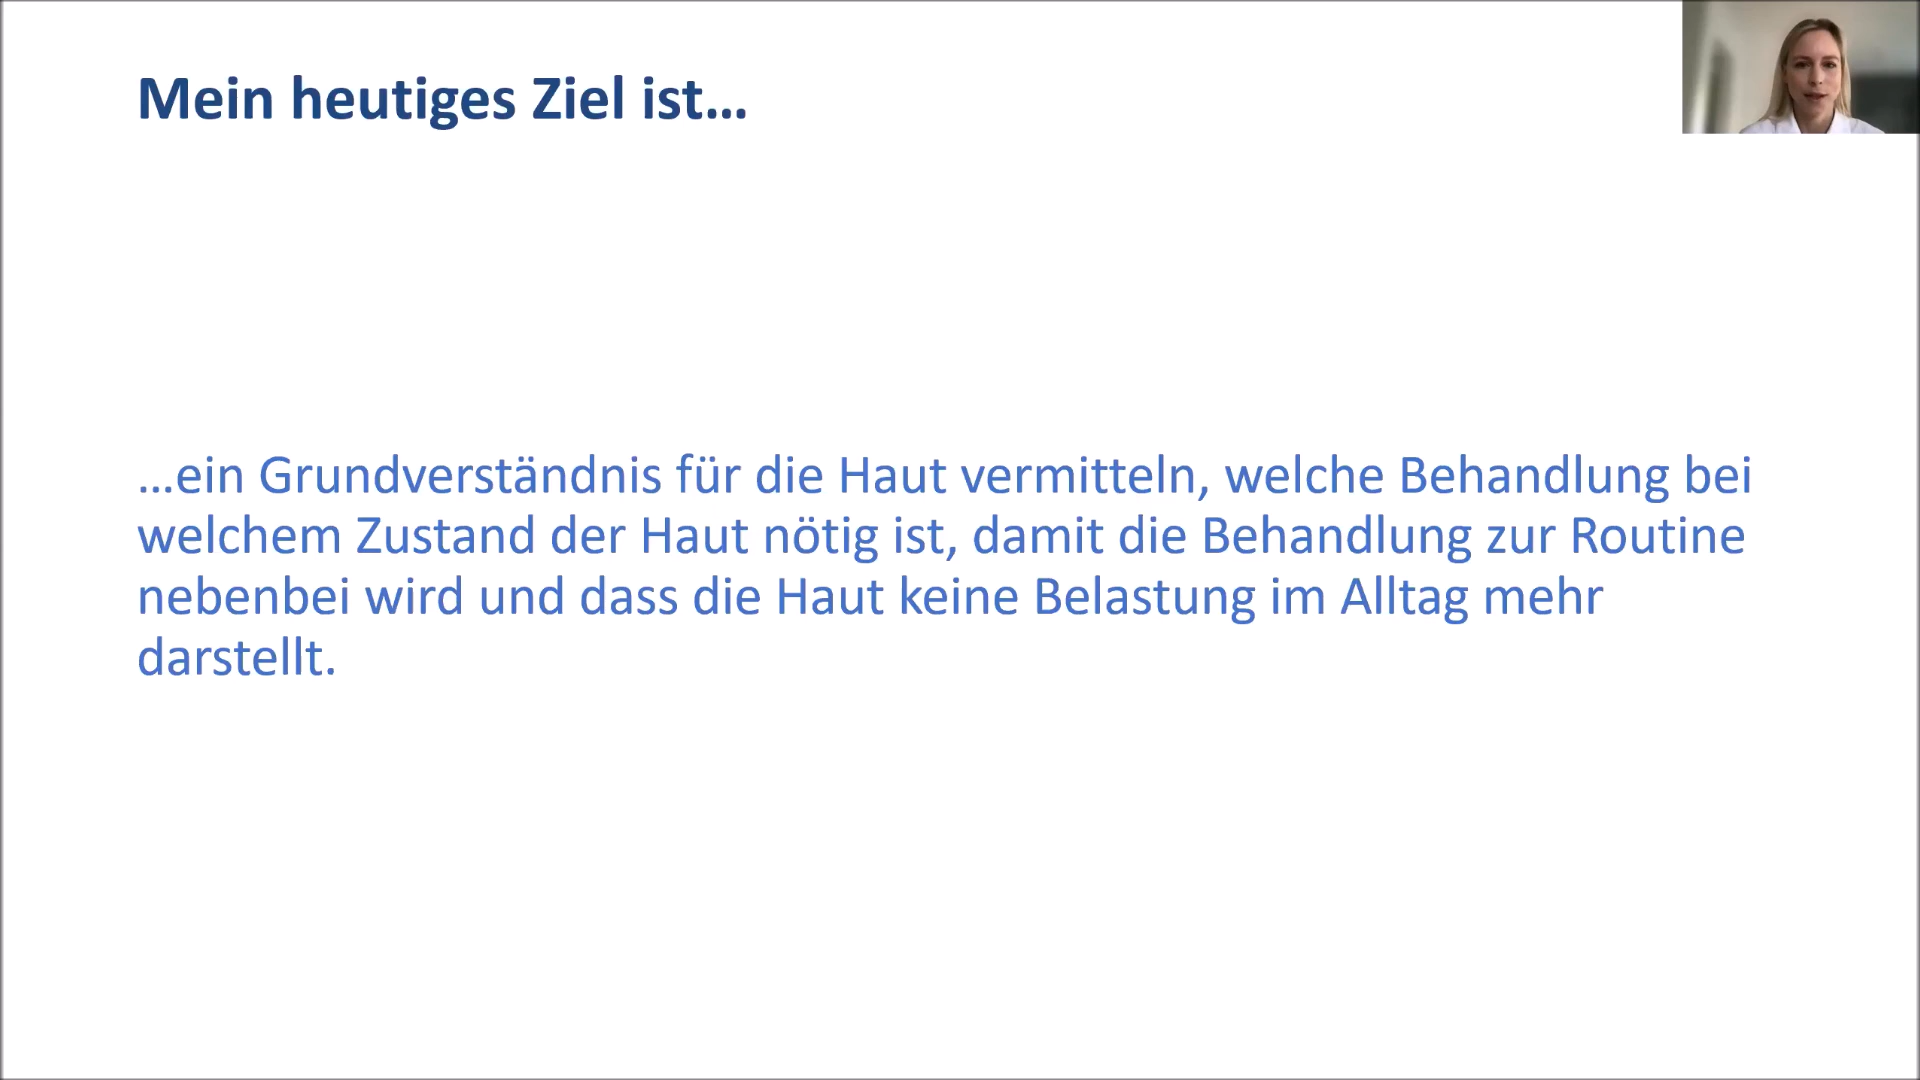 Mein heutiges Ziel ist…
…ein Grundverständnis für die Haut vermitteln, welche Behandlung bei
welchem Zustand der Haut nötig ist, damit die Behandlung zur Routine
nebenbei wird und dass die Haut keine Belastung im Alltag mehr
darstellt.